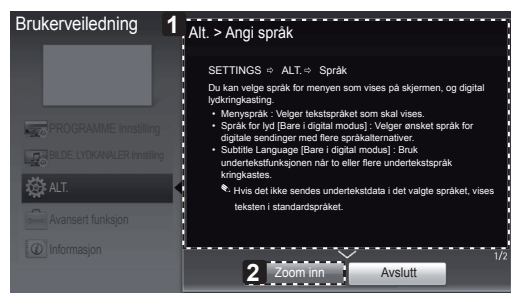 Brukerveiledning
1
Alt. > Angi språk
SETTINGS ⇨ ALT. ⇨ Språk
Du kan velge språk for menyen som vises på skjermen, og digital
lydkringkasting.
• Menyspråk : Velger tekstspråket som skal vises.
• Språk for lyd [Bare i digital modus] : Velger ønsket språk for
digitale sendinger med flere språkalternativer.
• Subtitle Language [Bare i digital modus] : Bruk
undertekstfunksjonen når to eller flere undertekstspråk
kringkastes.
Hvis det ikke sendes undertekstdata i det valgte språket, vises
teksten i standardspråket.
PROGRAMME Innstilling
BILDE, LYDKANALER Innstilling
ALT.
Avansert funksjon
Informasjon
1/2
2
Zoom inn
Avslutt